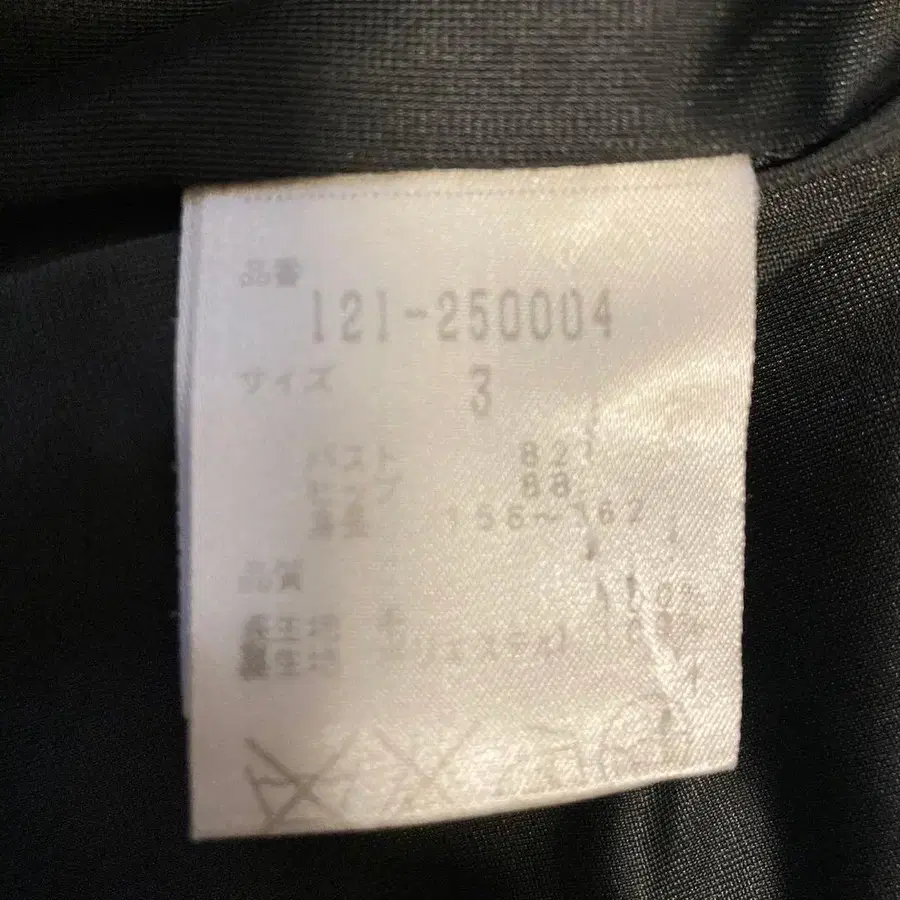 品番
121-250004
サイズ 3
バスト 82
ヒップ 88
身長 156～162
品質
表生地 毛
裏生地 ポリエステル